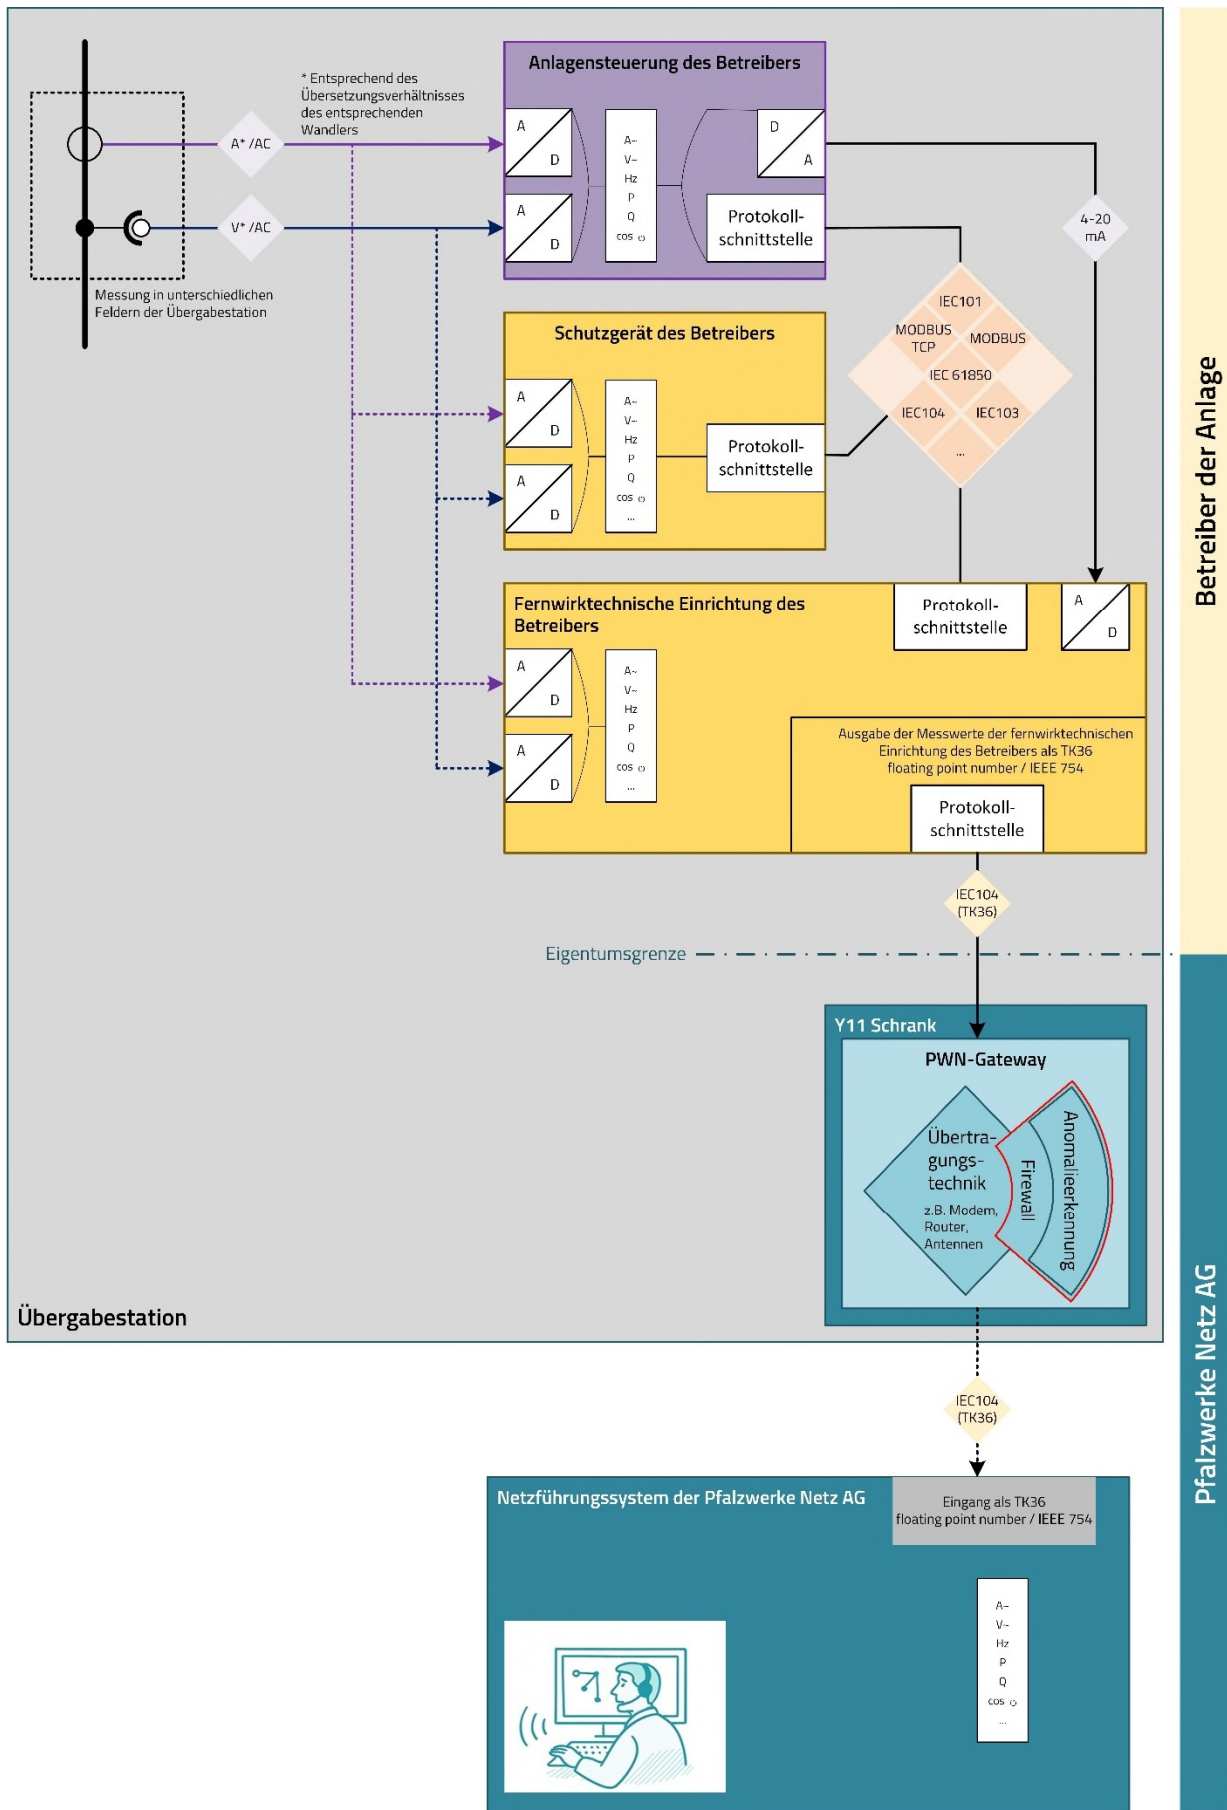 Anlagensteuerung des Betreibers
* Entsprechend des
Übersetzungsverhältnisses
des entsprechenden
Wandlers
A* /AC
V* /AC
Messung in unterschiedlichen
Feldern der Übergabestation
A
D
A
D
A~
V~
Hz
P
Q
cos φ
D
A
Protokoll-
schnittstelle
4-20
mA
IEC101
MODBUS
TCP
MODBUS
IEC 61850
IEC104
IEC103
...
Schutzgerät des Betreibers
A
D
A
D
A~
V~
Hz
P
Q
cos φ
...
Protokoll-
schnittstelle
Fernwirktechnische Einrichtung des
Betreibers
A
D
A
D
A~
V~
Hz
P
Q
cos φ
...
Protokoll-
schnittstelle
A
D
Ausgabe der Messwerte der fernwirktechnischen
Einrichtung des Betreibers als TK36
floating point number / IEEE 754
Protokoll-
schnittstelle
IEC104
(TK36)
Eigentumsgrenze
Betreiber der Anlage
Y11 Schrank
PWN-Gateway
Übertra-
gungs-
technik
z.B. Modem,
Router,
Antennen
Firewall
Anomalieerkennung
Übergabestation
IEC104
(TK36)
Pfalzwerke Netz AG
Netzführungssystem der Pfalzwerke Netz AG
Eingang als TK36
floating point number / IEEE 754
A~
V~
Hz
P
Q
cos φ
...